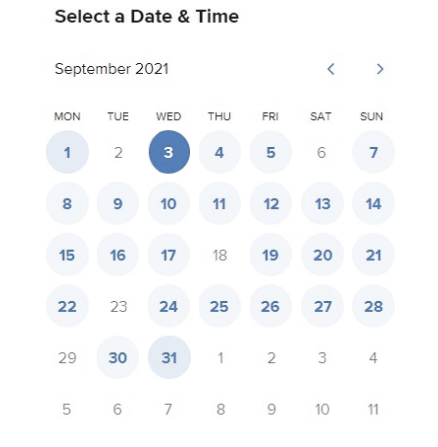 Select a Date & Time
September 2021
MON TUE WED THU FRI SAT SUN
1 2 3 4 5 6 7
8 9 10 11 12 13 14
15 16 17 18 19 20 21
22 23 24 25 26 27 28
29 30 31 1 2 3 4
5 6 7 8 9 10 11